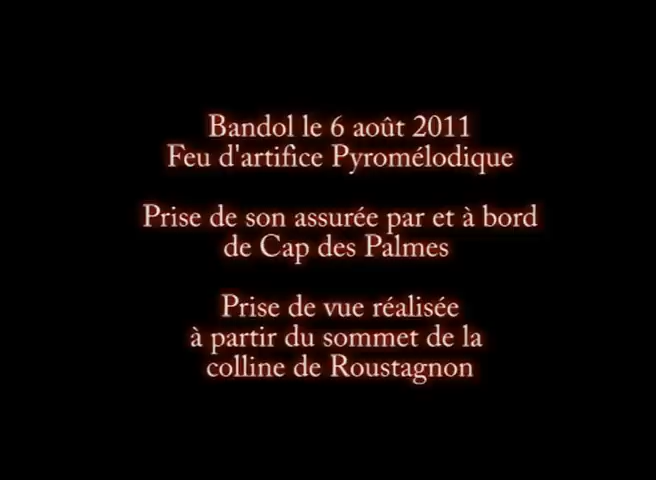 Bandol le 6 août 2011
Feu d'artifice Pyromélodique
Prise de son assurée par et à bord
de Cap des Palmes
Prise de vue réalisée
à partir du sommet de la
colline de Roustagnon